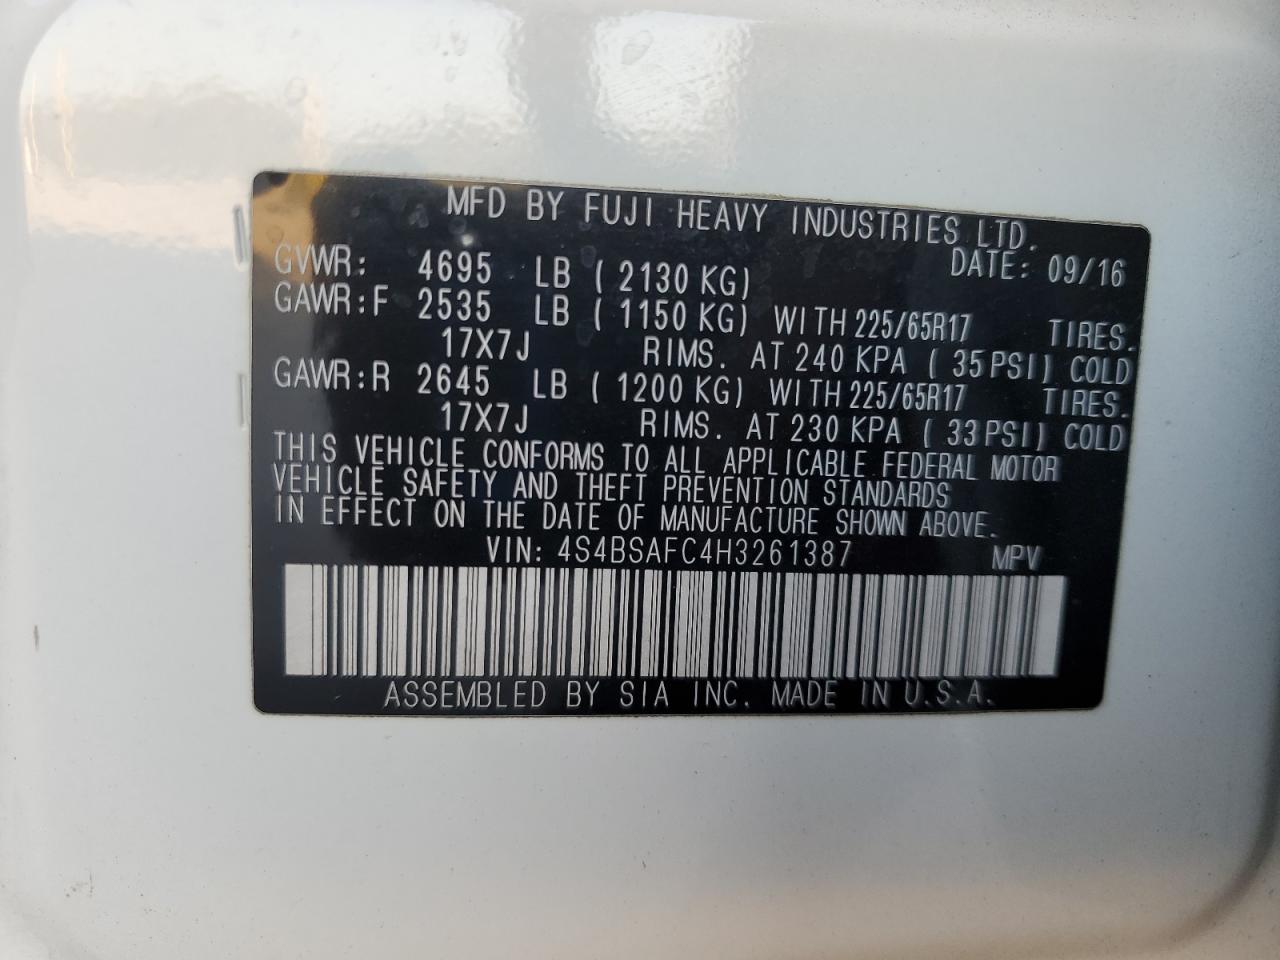 MFD BY FUJI HEAVY INDUSTRIES LTD.
DATE: 09/16
GVWR: 4695 LB ( 2130 KG)
GAWR:F 2535 LB ( 1150 KG) WITH 225/65R17 TIRES.
17X7J RIMS. AT 240 KPA ( 35 PSI) COLD
GAWR:R 2645 LB ( 1200 KG) WITH 225/65R17 TIRES.
17X7J RIMS. AT 230 KPA ( 33 PSI) COLD
THIS VEHICLE CONFORMS TO ALL APPLICABLE FEDERAL MOTOR
VEHICLE SAFETY AND THEFT PREVENTION STANDARDS
IN EFFECT ON THE DATE OF MANUFACTURE SHOWN ABOVE.
VIN: 4S4BSAFC4H3261387 MPV
ASSEMBLED BY SIA INC. MADE IN U.S.A.